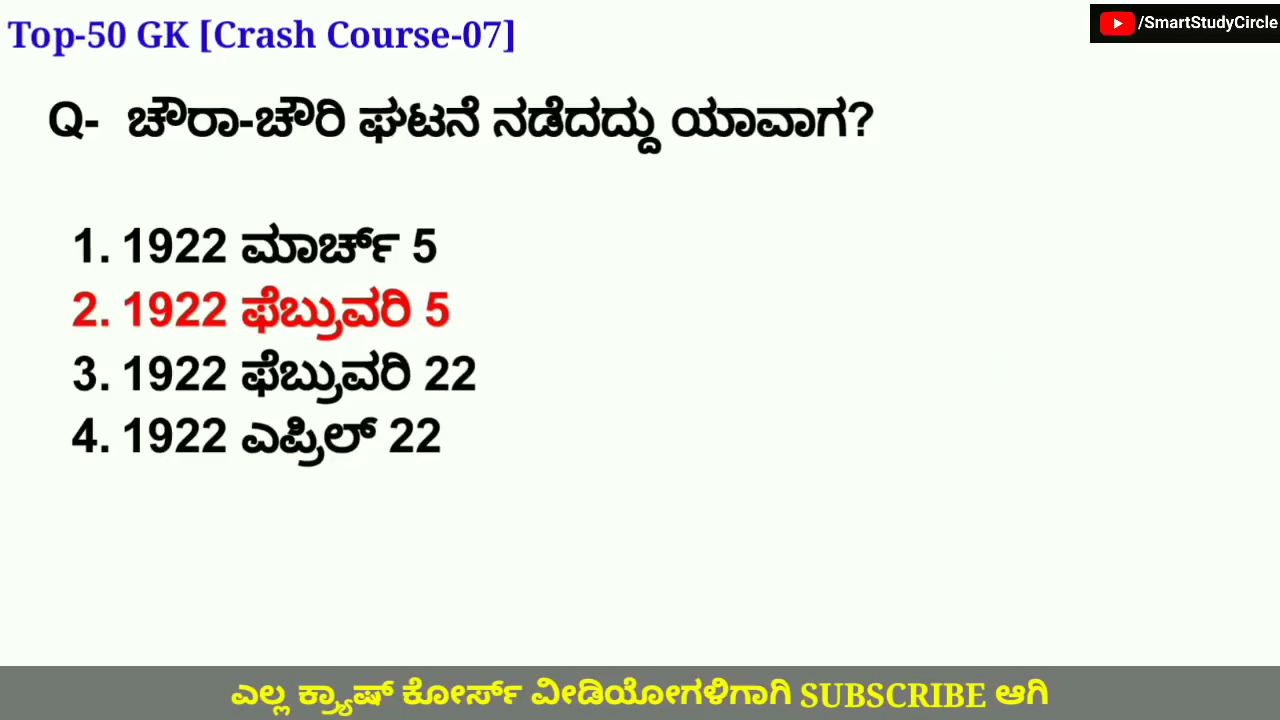 Top-50 GK [Crash Course-07]
/SmartStudyCircle
Q- ಚೌರಾ-ಚೌರಿ ಘಟನೆ ನಡೆದದ್ದು ಯಾವಾಗ?
1. 1922 ಮಾರ್ಚ್ 5
2. 1922 ಫೆಬ್ರುವರಿ 5
3. 1922 ಫೆಬ್ರುವರಿ 22
4. 1922 ಎಪ್ರಿಲ್ 22
ಎಲ್ಲ ಕ್ರ್ಯಾಷ್ ಕೋರ್ಸ್ ವೀಡಿಯೋಗಳಿಗಾಗಿ SUBSCRIBE ಆಗಿ